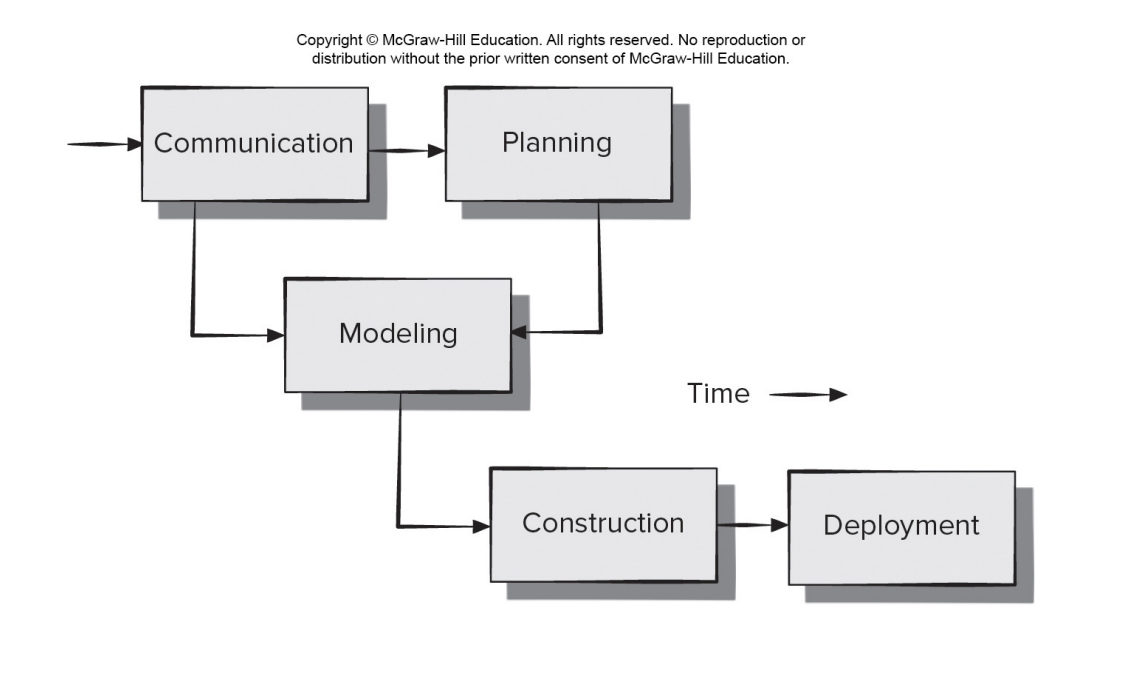 Copyright © McGraw-Hill Education. All rights reserved. No reproduction or
distribution without the prior written consent of McGraw-Hill Education.
Communication
Planning
Modeling
Time
Construction
Deployment